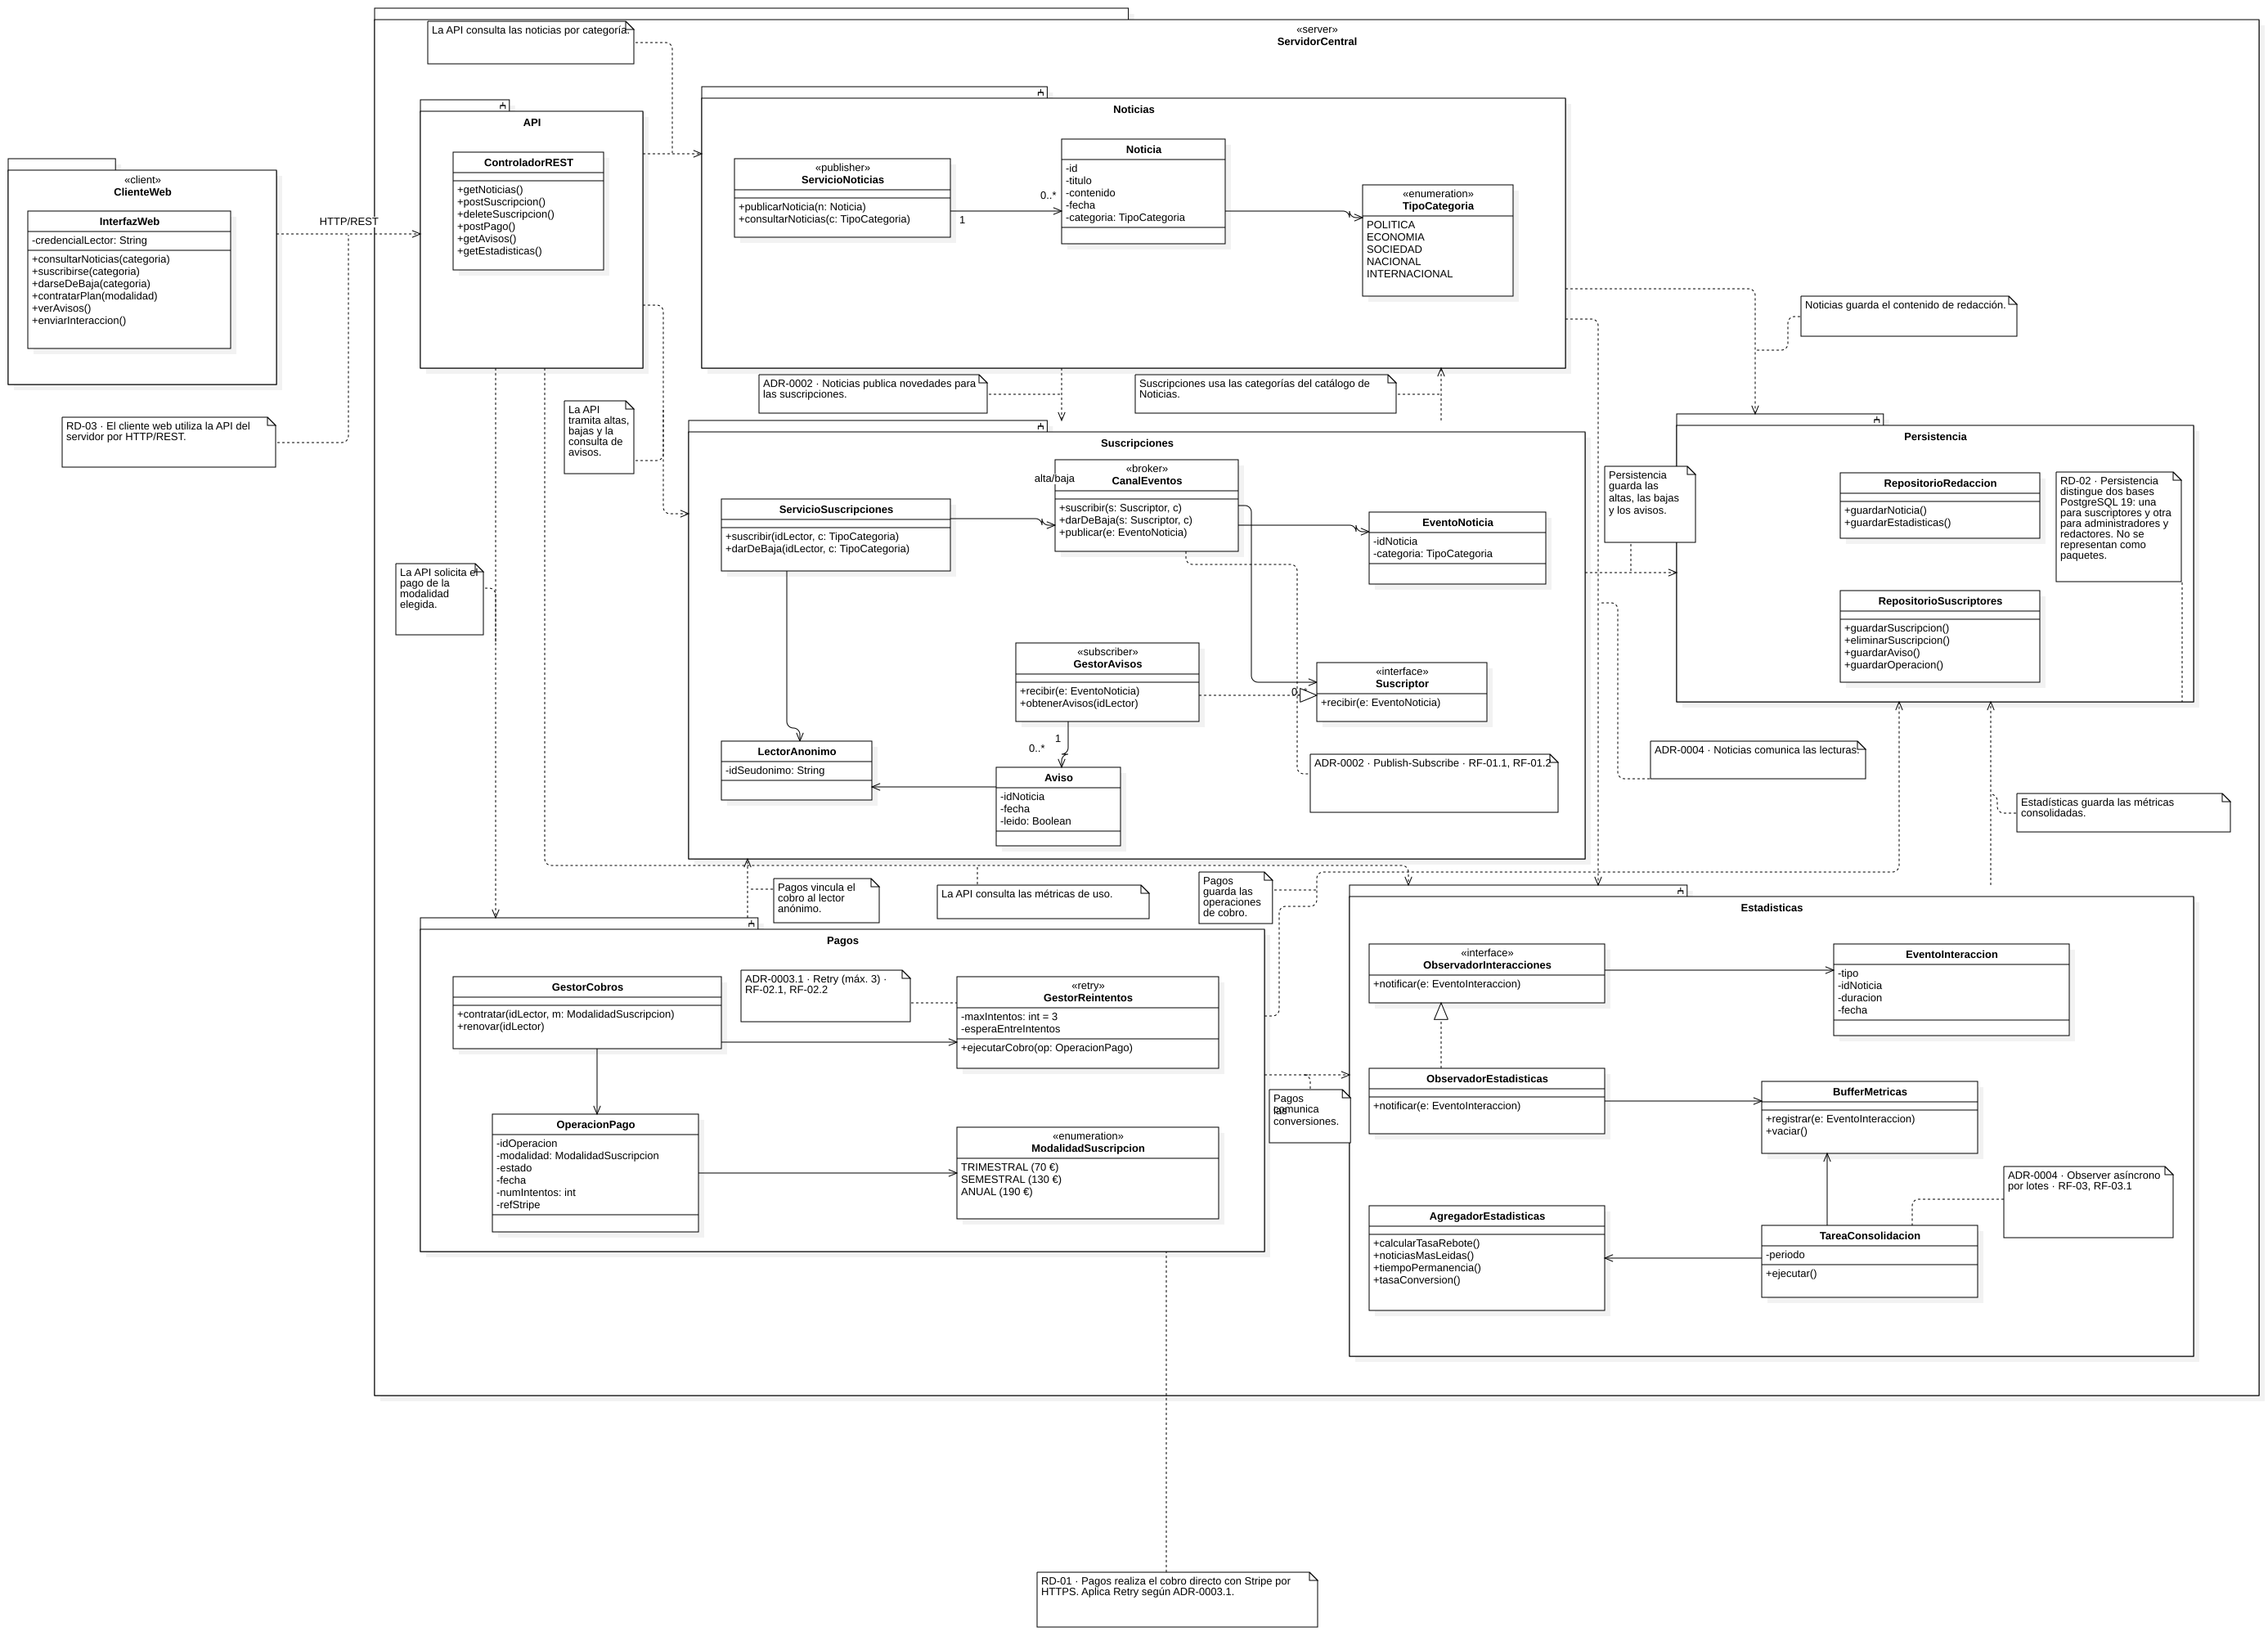 La API consulta las noticias por categoría.
«server»
ServidorCentral
«client»
ClienteWeb
InterfazWeb
-credencialLector: String
+consultarNoticias(categoria)
+suscribirse(categoria)
+darseDeBaja(categoria)
+contratarPlan(modalidad)
+verAvisos()
+enviarInteraccion()
HTTP/REST
RD-03 · El cliente web utiliza la API del
servidor por HTTP/REST.
API
ControladorREST
+getNoticias()
+postSuscripcion()
+deleteSuscripcion()
+postPago()
+getAvisos()
+getEstadisticas()
Noticias
«publisher»
ServicioNoticias
+publicarNoticia(n: Noticia)
+consultarNoticias(c: TipoCategoria)
1
0..*
Noticia
-id
-titulo
-contenido
-fecha
-categoria: TipoCategoria
«enumeration»
TipoCategoria
POLITICA
ECONOMIA
SOCIEDAD
NACIONAL
INTERNACIONAL
Noticias guarda el contenido de redacción.
ADR-0002 · Noticias publica novedades para
las suscripciones.
Suscripciones usa las categorías del catálogo de
Noticias.
La API
tramita altas,
bajas y la
consulta de
avisos.
La API solicita el
pago de la
modalidad
elegida.
Suscripciones
ServicioSuscripciones
+suscribir(idLector, c: TipoCategoria)
+darDeBaja(idLector, c: TipoCategoria)
alta/baja
«broker»
CanalEventos
+suscribir(s: Suscriptor, c)
+darDeBaja(s: Suscriptor, c)
+publicar(e: EventoNoticia)
EventoNoticia
-idNoticia
-categoria: TipoCategoria
«subscriber»
GestorAvisos
+recibir(e: EventoNoticia)
+obtenerAvisos(idLector)
«interface»
Suscriptor
+recibir(e: EventoNoticia)
1
0..*
LectorAnonimo
-idSeudonimo: String
Aviso
-idNoticia
-fecha
-leido: Boolean
ADR-0002 · Publish-Subscribe · RF-01.1, RF-01.2
Persistencia
guarda las
altas, las bajas
y los avisos.
Persistencia
RepositorioRedaccion
+guardarNoticia()
+guardarEstadisticas()
RepositorioSuscriptores
+guardarSuscripcion()
+eliminarSuscripcion()
+guardarAviso()
+guardarOperacion()
RD-02 · Persistencia
distingue dos bases
PostgreSQL 19: una
para suscriptores y otra
para administradores y
redactores. No se
representan como
paquetes.
ADR-0004 · Noticias comunica las lecturas.
Estadísticas guarda las métricas
consolidadas.
Pagos vincula el
cobro al lector
anónimo.
La API consulta las métricas de uso.
Pagos
guarda las
operaciones
de cobro.
Pagos
GestorCobros
+contratar(idLector, m: ModalidadSuscripcion)
+renovar(idLector)
ADR-0003.1 · Retry (máx. 3) ·
RF-02.1, RF-02.2
«retry»
GestorReintentos
-maxIntentos: int = 3
-esperaEntreIntentos
+ejecutarCobro(op: OperacionPago)
OperacionPago
-idOperacion
-modalidad: ModalidadSuscripcion
-estado
-fecha
-numIntentos: int
-refStripe
«enumeration»
ModalidadSuscripcion
TRIMESTRAL (70 €)
SEMESTRAL (130 €)
ANUAL (190 €)
Pagos
comunica
las
conversiones.
Estadisticas
«interface»
ObservadorInteracciones
+notificar(e: EventoInteraccion)
EventoInteraccion
-tipo
-idNoticia
-duracion
-fecha
ObservadorEstadisticas
+notificar(e: EventoInteraccion)
BufferMetricas
+registrar(e: EventoInteraccion)
+vaciar()
ADR-0004 · Observer asíncrono
por lotes · RF-03, RF-03.1
AgregadorEstadisticas
+calcularTasaRebote()
+noticiasMasLeidas()
+tiempoPermanencia()
+tasaConversion()
TareaConsolidacion
-periodo
+ejecutar()
RD-01 · Pagos realiza el cobro directo con Stripe por
HTTPS. Aplica Retry según ADR-0003.1.